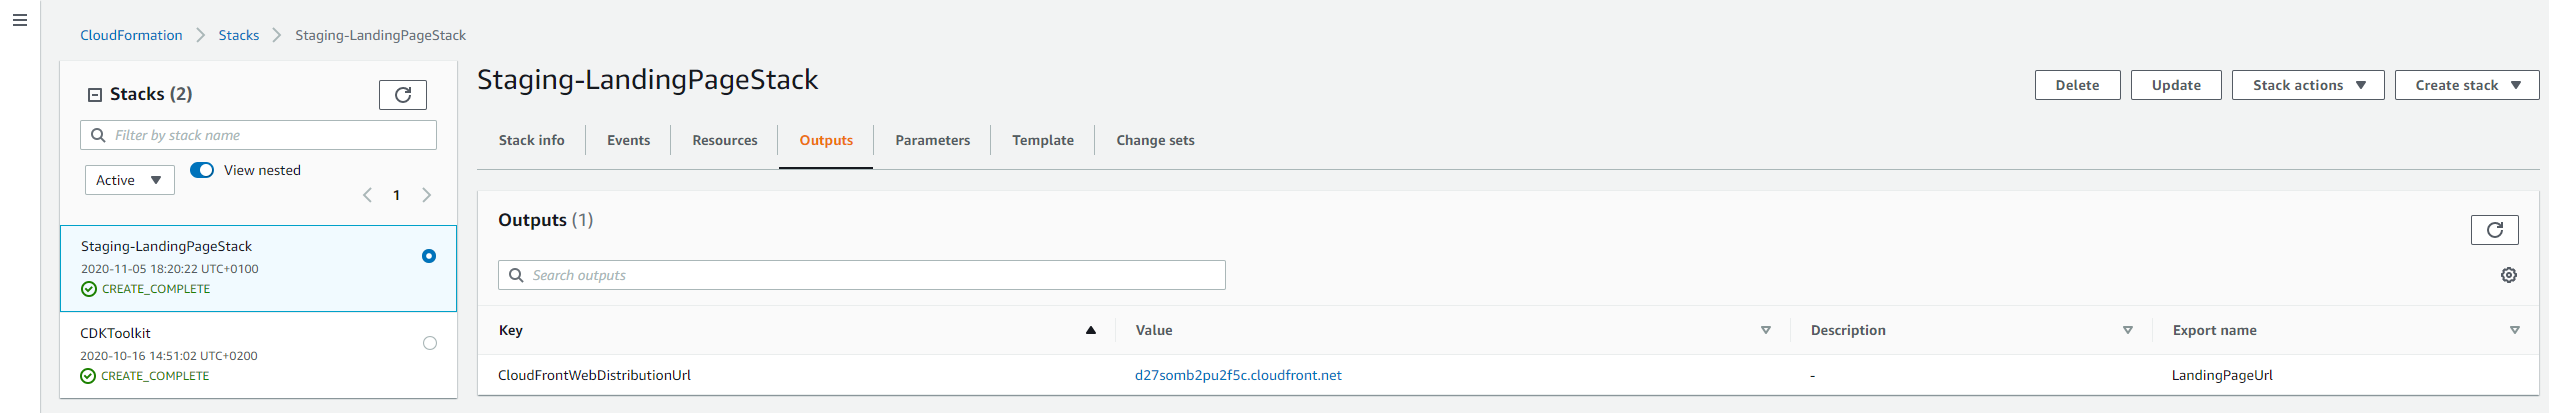 CloudFormation > Stacks > Staging-LandingPageStack
Stacks (2)
Filter by stack name
Active
View nested
1
Staging-LandingPageStack
2020-11-05 18:20:22 UTC+0100
CREATE_COMPLETE
CDKToolkit
2020-10-16 14:51:02 UTC+0200
CREATE_COMPLETE
Staging-LandingPageStack
Delete Update Stack actions Create stack
Stack info Events Resources Outputs Parameters Template Change sets
Outputs (1)
Search outputs
Key Value Description Export name
CloudFrontWebDistributionUrl d27somb2pu2f5c.cloudfront.net - LandingPageUrl